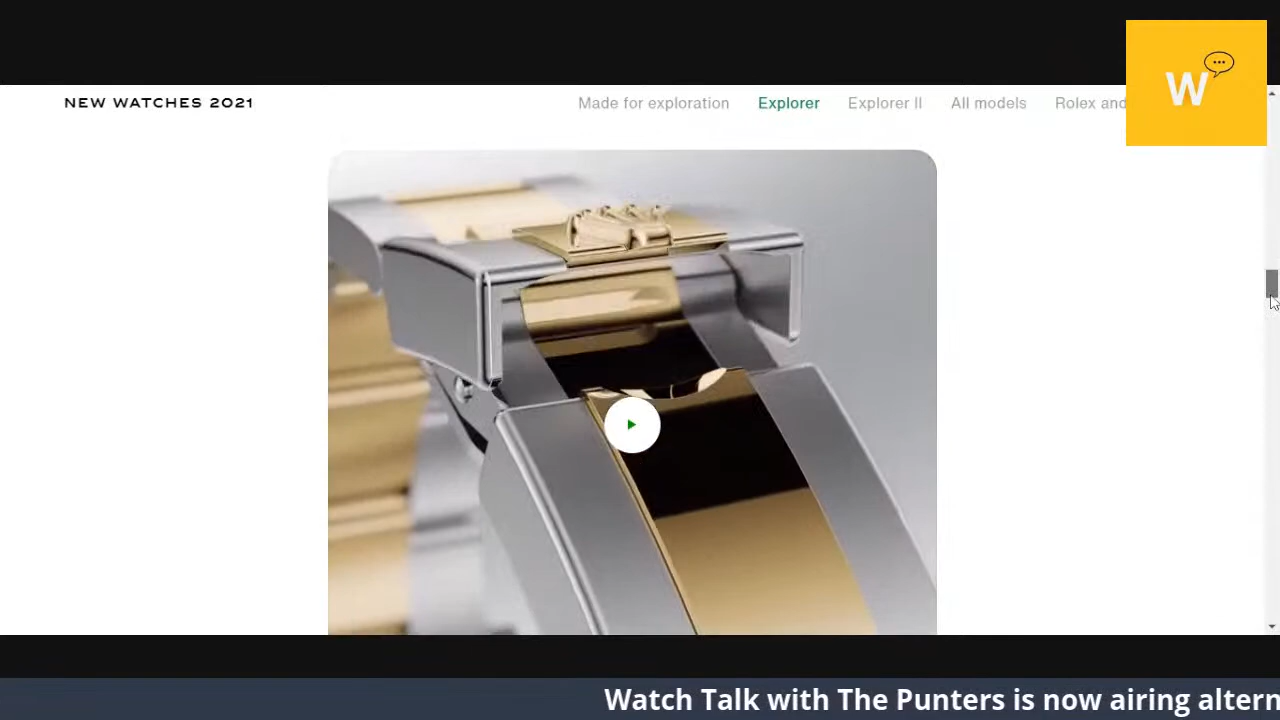 W
NEW WATCHES 2021
Made for exploration Explorer Explorer II All models Rolex and
Watch Talk with The Punters is now airing altern